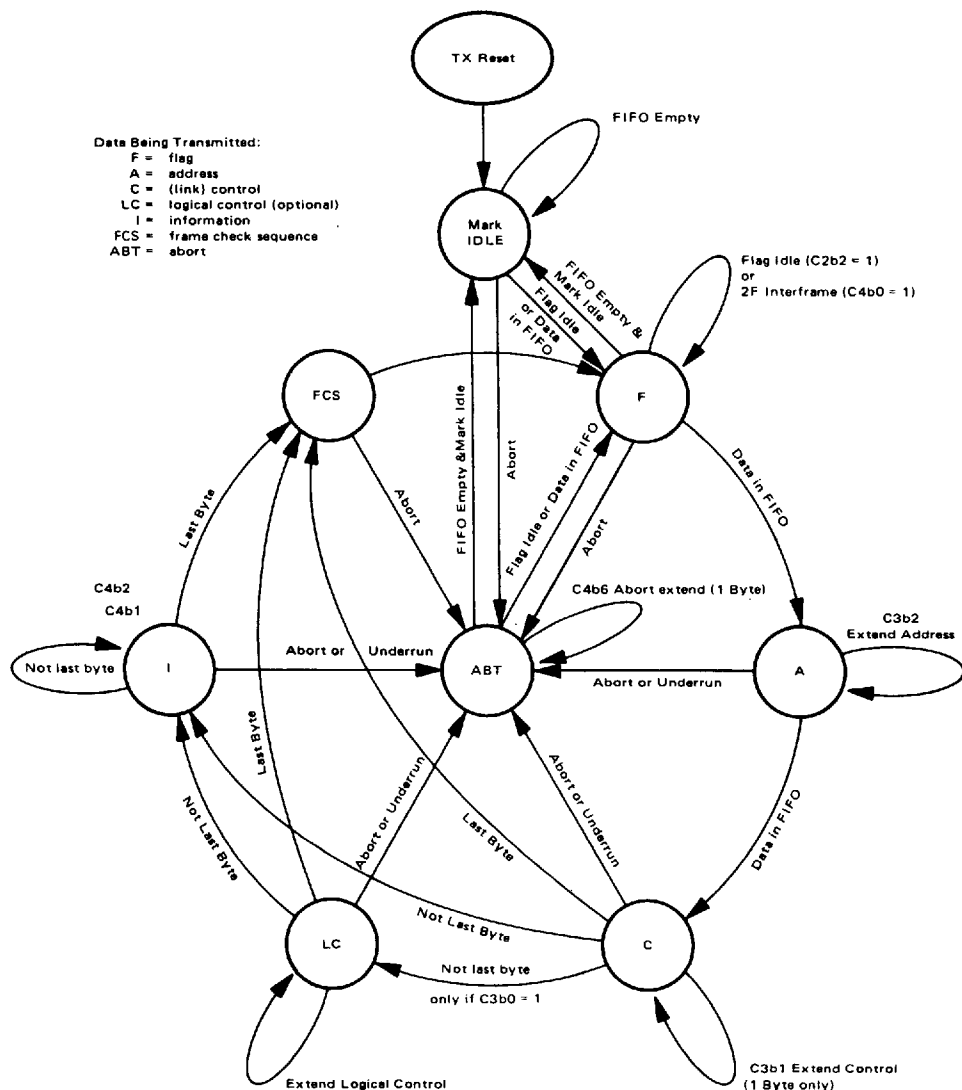 TX Reset
FIFO Empty
Data Being Transmitted:
F = flag
A = address
C = (link) control
LC = logical control (optional)
I = information
FCS = frame check sequence
ABT = abort
Mark
IDLE
Flag Idle (C2b2 = 1)
or
2F Interframe (C4b0 = 1)
FIFO Empty &
Mark Idle
Flag Idle
or Data
in FIFO
FCS
F
FIFO Empty &Mark Idle
Abort
Flag Idle or Data in FIFO
Abort
Abort
Data in FIFO
Last Byte
C4b2
C4b1
C4b6 Abort extend (1 Byte)
C3b2
Extend Address
Not last byte
I
Abort or Underrun
ABT
Abort or Underrun
A
Last Byte
Not Last Byte
Abort or Underrun
Last Byte
Abort or Underrun
Data in FIFO
Not Last Byte
LC
Not last byte
only if C3b0 = 1
C
Extend Logical Control
C3b1 Extend Control
(1 Byte only)